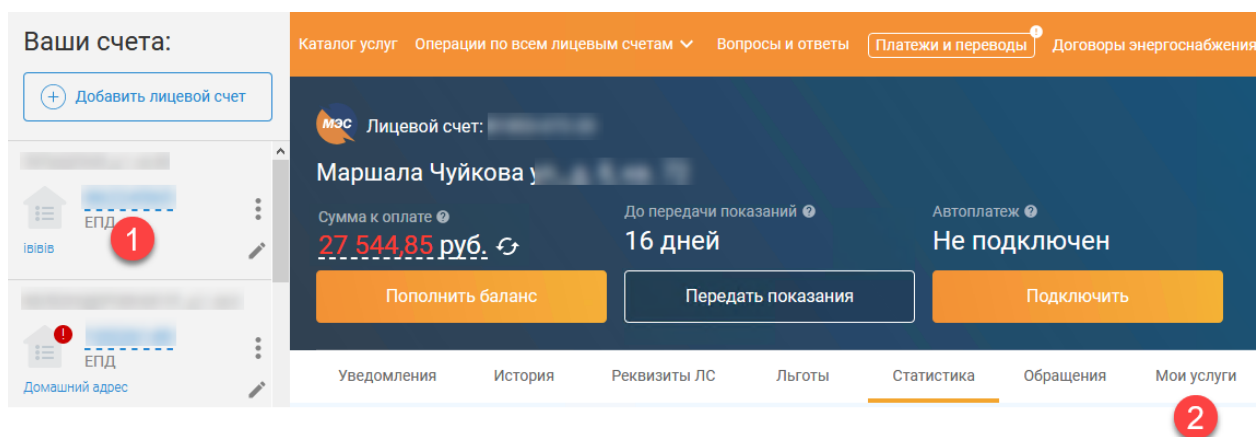 Ваши счета:
Добавить лицевой счет
ЕПД
1
івівів
ЕПД
Домашний адрес
Каталог услуг Операции по всем лицевым счетам Вопросы и ответы Платежи и переводы Договоры энергоснабжения
мэс Лицевой счет:
Маршала Чуйкова
Сумма к оплате
27 544,85 руб.
До передачи показаний
16 дней
Автоплатеж
Не подключен
Пополнить баланс Передать показания Подключить
Уведомления История Реквизиты ЛС Льготы Статистика Обращения Мои услуги
2